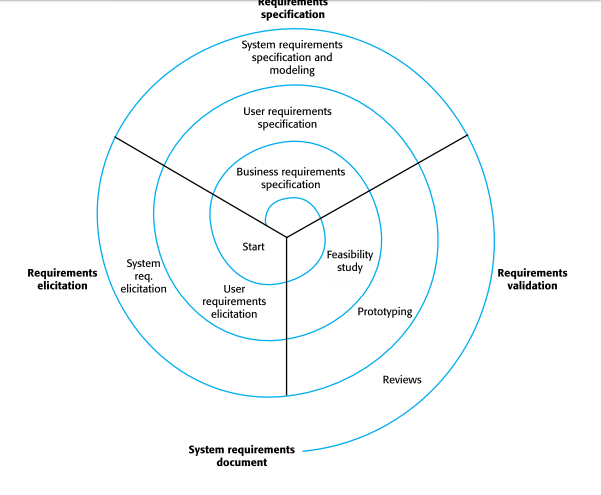 Requirements
specification
System requirements
specification and
modeling
User requirements
specification
Business requirements
specification
Start
Feasibility
study
System
req.
elicitation
User
requirements
elicitation
Requirements
elicitation
Requirements
validation
Prototyping
Reviews
System requirements
document